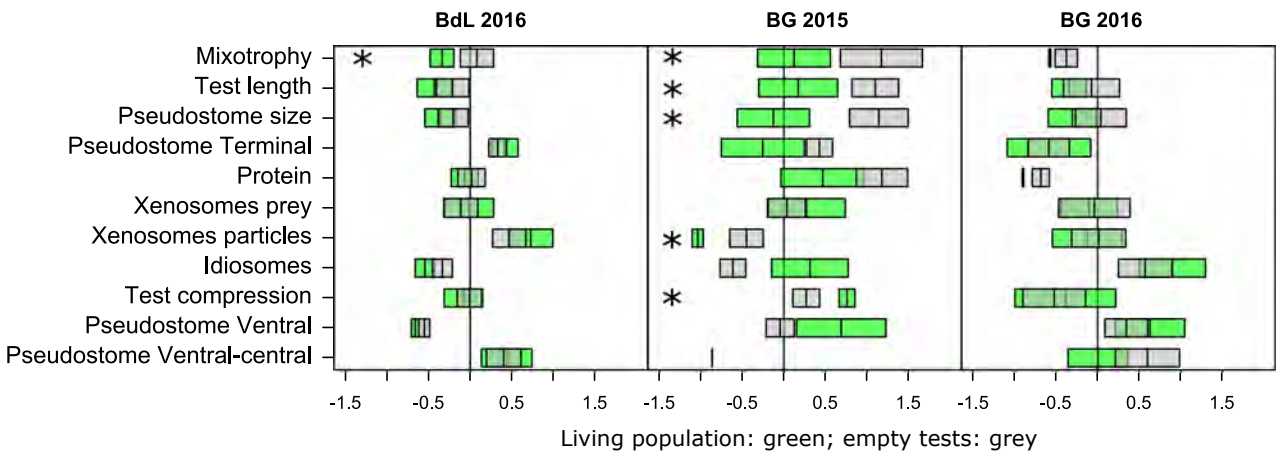 BdL 2016 BG 2015 BG 2016
Mixotrophy * *
Test length *
Pseudostome size *
Pseudostome Terminal
Protein
Xenosomes prey
Xenosomes particles *
Idiosomes
Test compression *
Pseudostome Ventral
Pseudostome Ventral-central
-1.5 -0.5 0.5 1.5 -1.5 -0.5 0.5 1.5 -1.5 -0.5 0.5 1.5
Living population: green; empty tests: grey